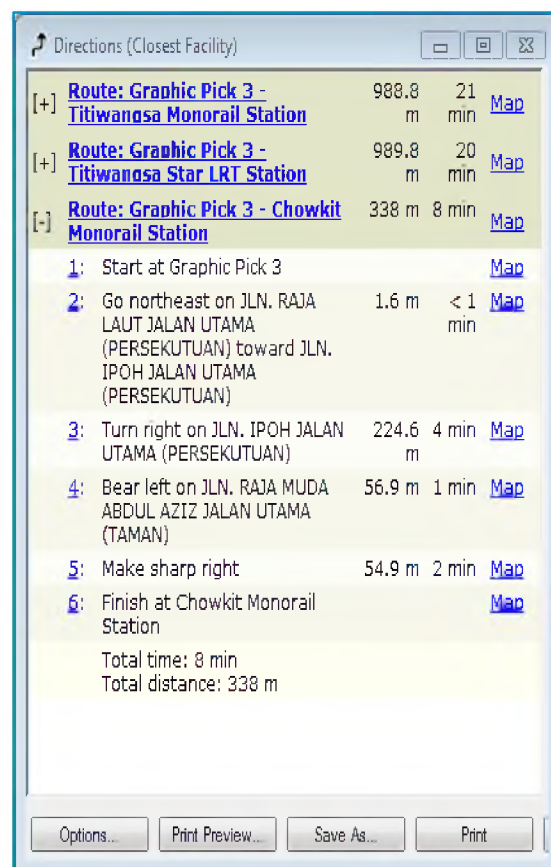 Directions (Closest Facility)
[+] Route: Graphic Pick 3 - 988.8 21 Map
Titiwangsa Monorail Station m min
[+] Route: Graphic Pick 3 - 989.8 20 Map
Titiwangsa Star LRT Station m min
[-] Route: Graphic Pick 3 - Chowkit 338 m 8 min Map
Monorail Station
1: Start at Graphic Pick 3 Map
2: Go northeast on JLN. RAJA 1.6 m < 1 Map
LAUT JALAN UTAMA min
(PERSEKUTUAN) toward JLN.
IPOH JALAN UTAMA
(PERSEKUTUAN)
3: Turn right on JLN. IPOH JALAN 224.6 4 min Map
UTAMA (PERSEKUTUAN) m
4: Bear left on JLN. RAJA MUDA 56.9 m 1 min Map
ABDUL AZIZ JALAN UTAMA
(TAMAN)
5: Make sharp right 54.9 m 2 min Map
6: Finish at Chowkit Monorail Map
Station
Total time: 8 min
Total distance: 338 m
Options... Print Preview... Save As... Print